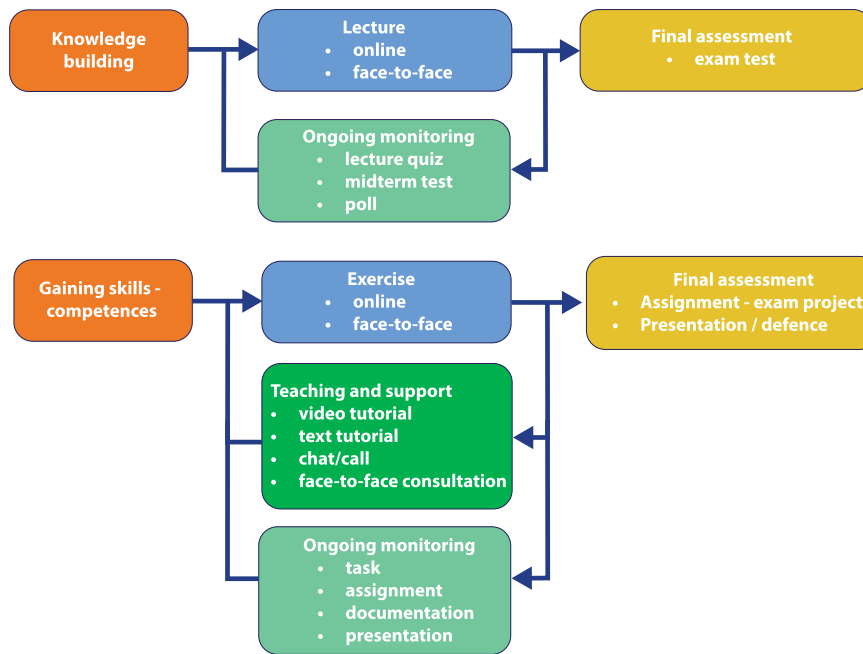 Knowledge
building
Lecture
• online
• face-to-face
Final assessment
• exam test
Ongoing monitoring
• lecture quiz
• midterm test
• poll
Gaining skills -
competences
Exercise
• online
• face-to-face
Final assessment
• Assignment - exam project
• Presentation / defence
Teaching and support
• video tutorial
• text tutorial
• chat/call
• face-to-face consultation
Ongoing monitoring
• task
• assignment
• documentation
• presentation